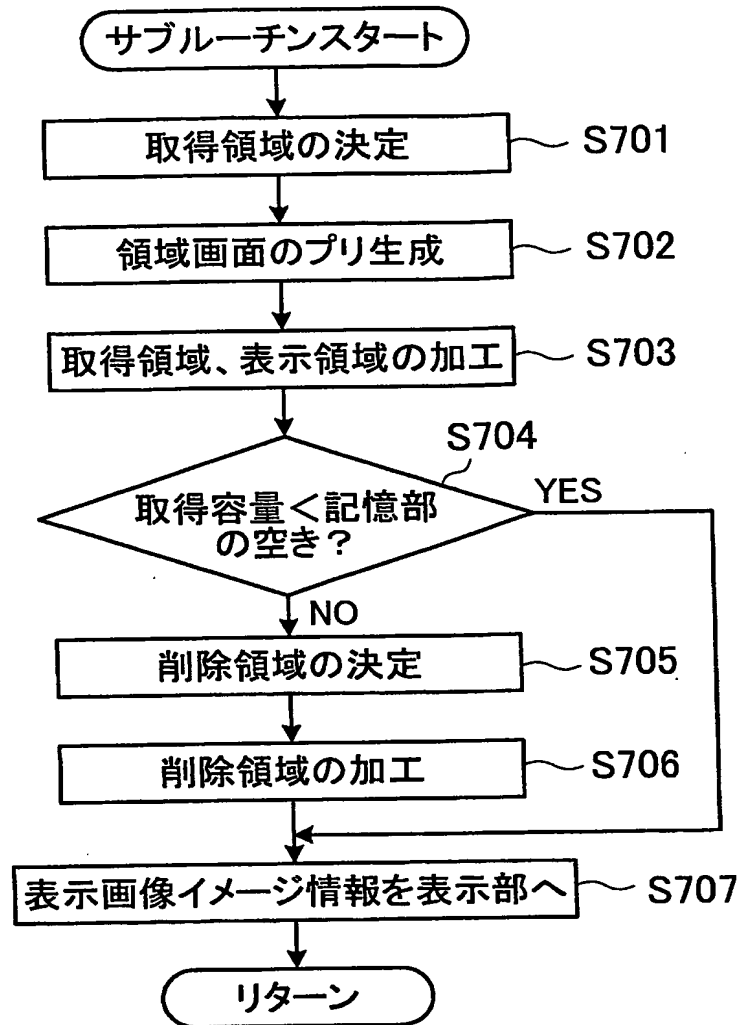 サブルーチンスタート
取得領域の決定
S701
領域画面のプリ生成
S702
取得領域、表示領域の加工
S703
S704
取得容量<記憶部
の空き?
YES
NO
削除領域の決定
S705
削除領域の加工
S706
表示画像イメージ情報を表示部へ
S707
リターン